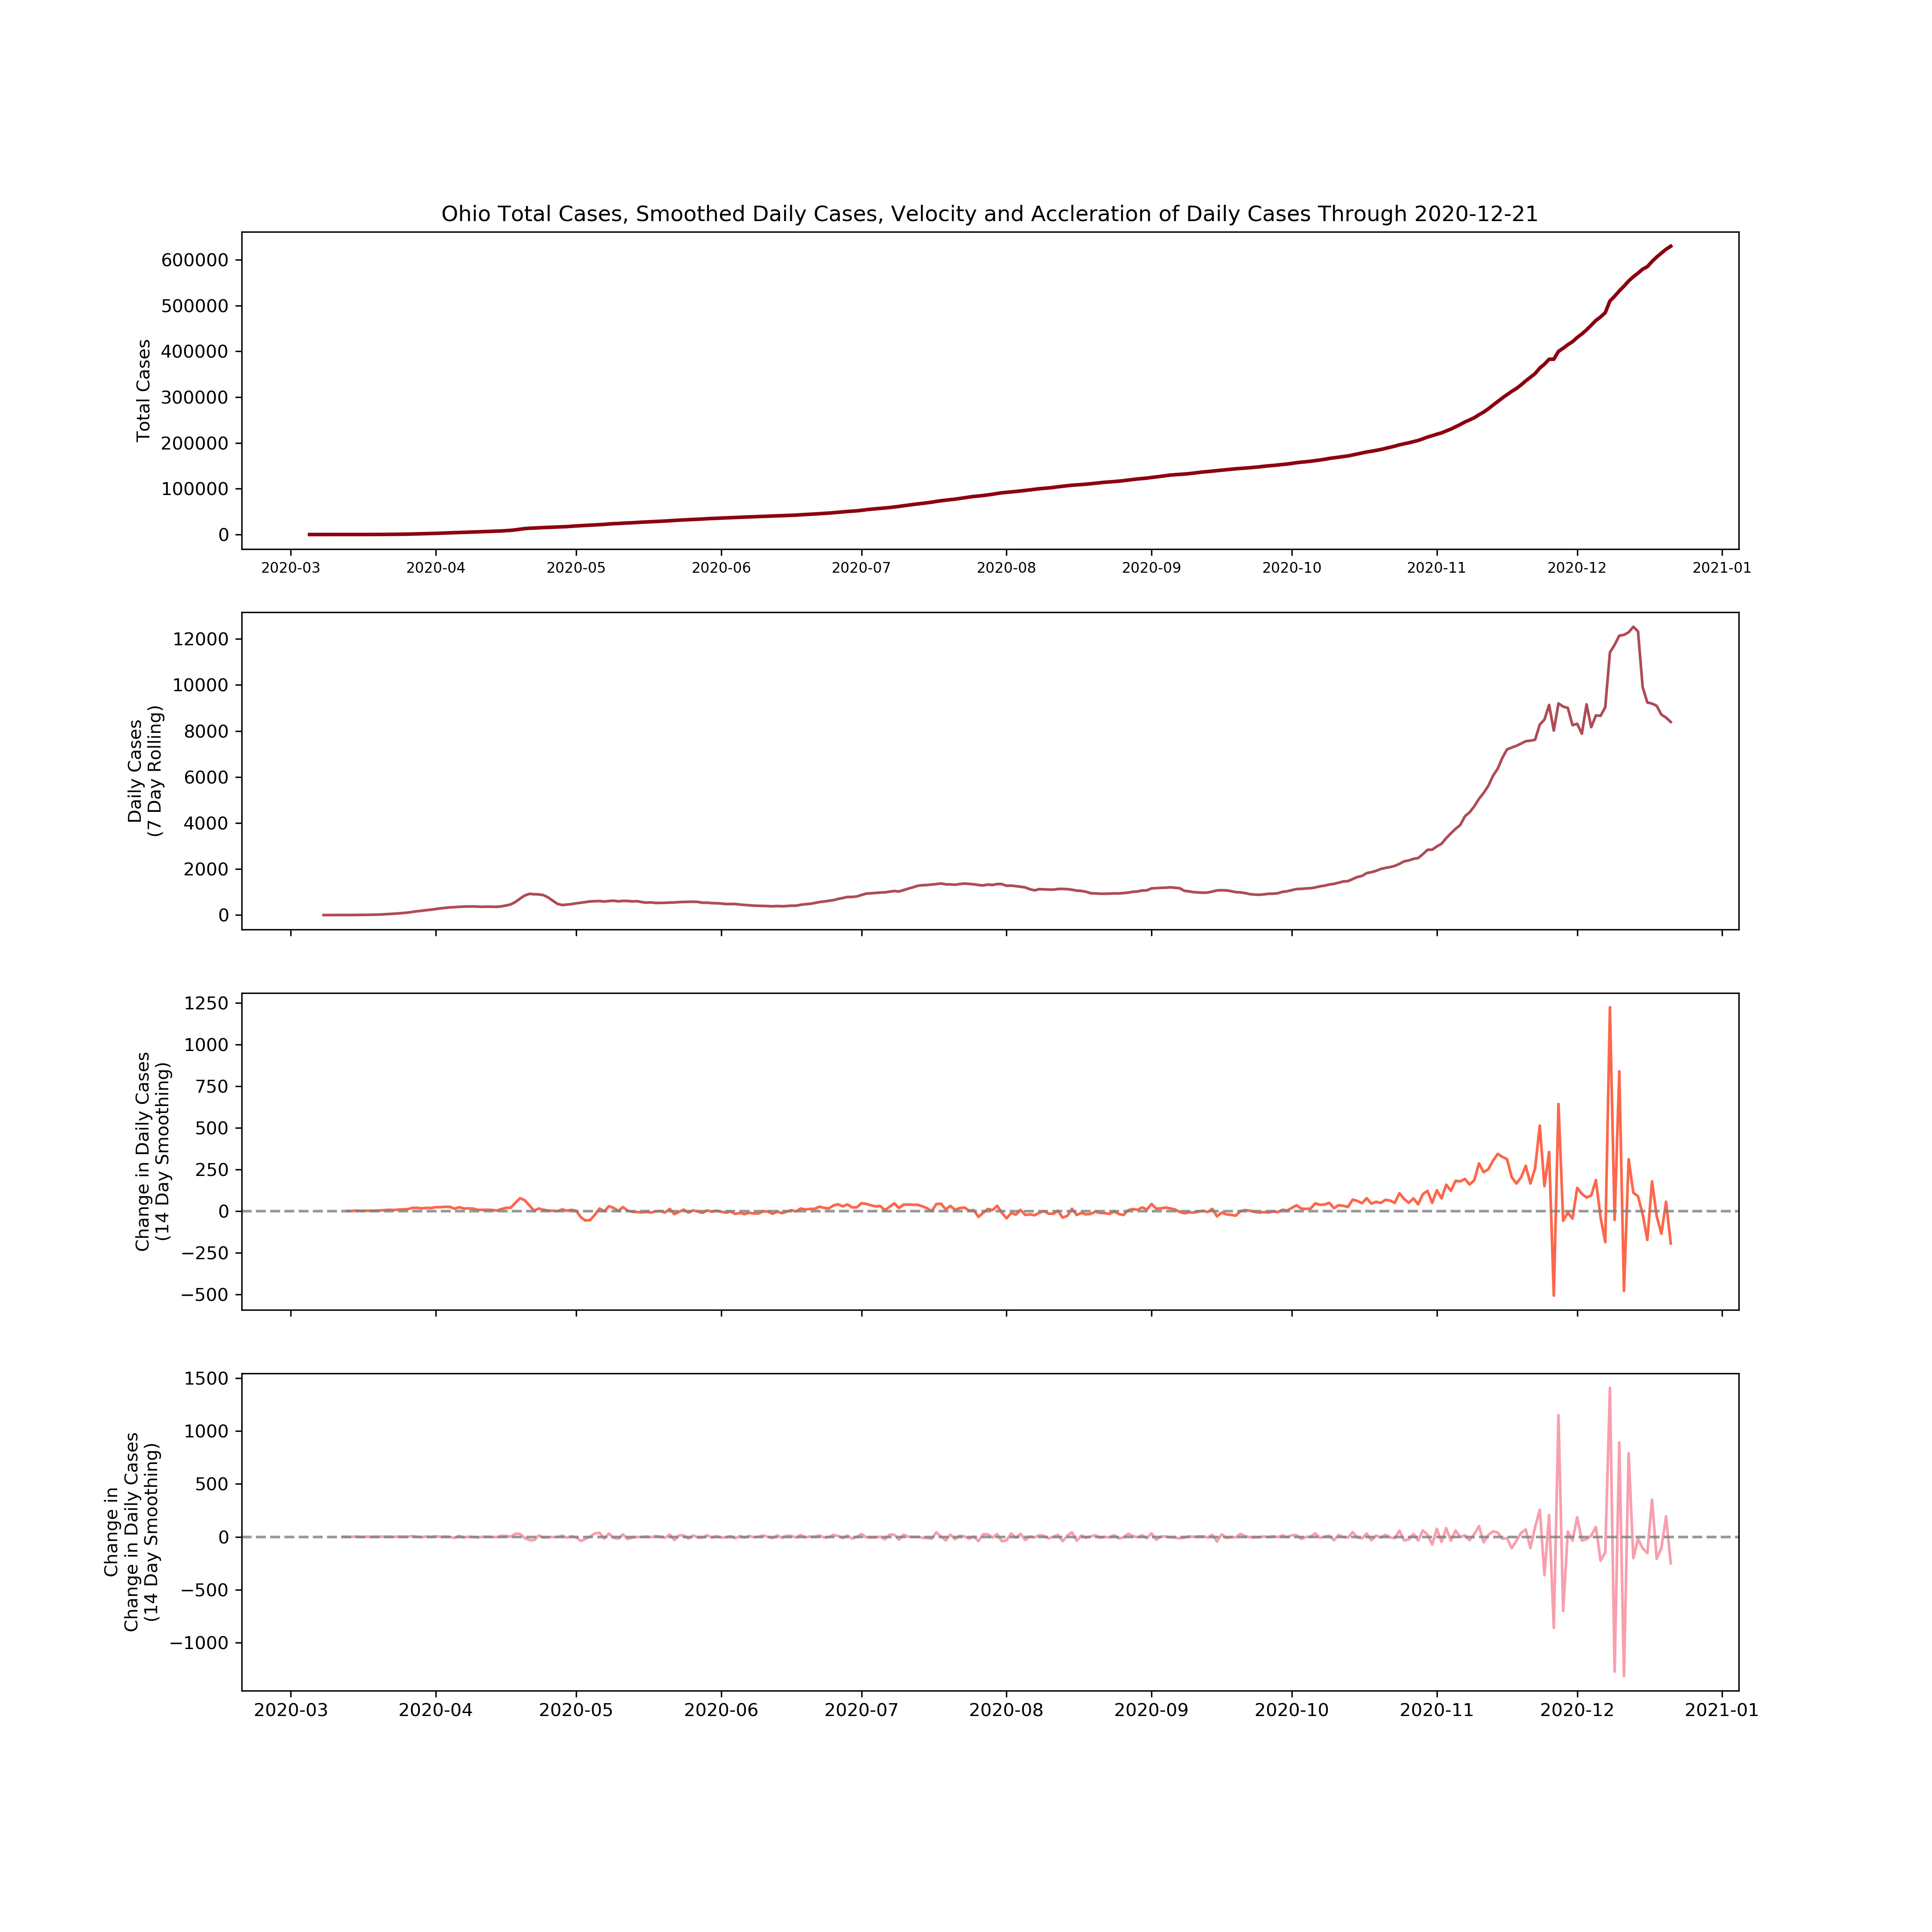 Ohio Total Cases, Smoothed Daily Cases, Velocity and Accleration of Daily Cases Through 2020-12-21
Total Cases
600000
500000
400000
300000
200000
100000
0
2020-03 2020-04 2020-05 2020-06 2020-07 2020-08 2020-09 2020-10 2020-11 2020-12 2021-01
Daily Cases
(7 Day Rolling)
12000
10000
8000
6000
4000
2000
0
Change in Daily Cases
(14 Day Smoothing)
1250
1000
750
500
250
0
−250
−500
Change in
Change in Daily Cases
(14 Day Smoothing)
1500
1000
500
0
−500
−1000
2020-03 2020-04 2020-05 2020-06 2020-07 2020-08 2020-09 2020-10 2020-11 2020-12 2021-01